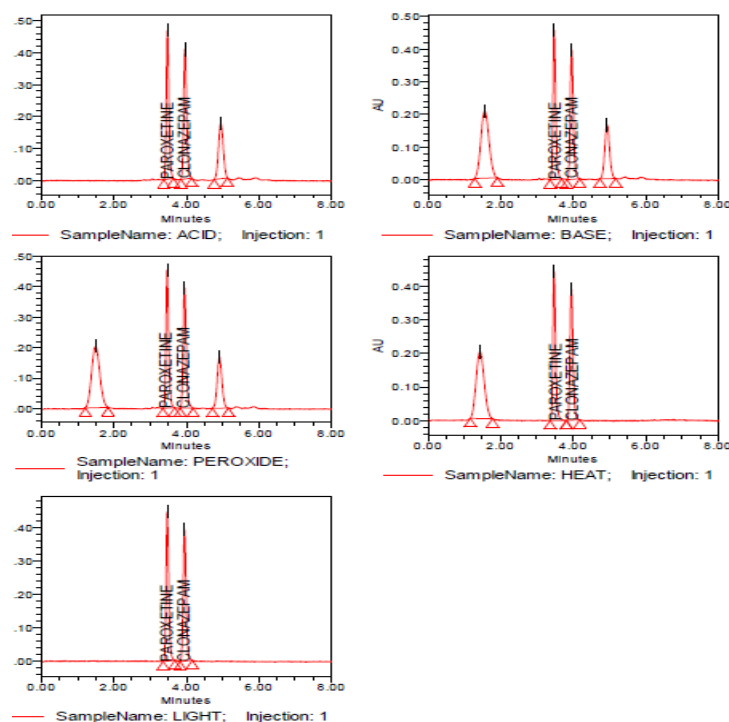 .50
.40
.30
.20
.10
.00
PAROXETINE
CLONAZEPAM
0.00 2.00 4.00 6.00 8.00
Minutes
SampleName: ACID; Injection: 1
AU
0.50
0.40
0.30
0.20
0.10
0.00
PAROXETINE
CLONAZEPAM
0.00 2.00 4.00 6.00 8.00
Minutes
SampleName: BASE; Injection: 1
.50
.40
.30
.20
.10
.00
PAROXETINE
CLONAZEPAM
0.00 2.00 4.00 6.00 8.00
Minutes
SampleName: PEROXIDE;
Injection: 1
AU
0.40
0.30
0.20
0.10
0.00
PAROXETINE
CLONAZEPAM
0.00 2.00 4.00 6.00 8.00
Minutes
SampleName: HEAT; Injection: 1
.40
.30
.20
.10
.00
PAROXETINE
CLONAZEPAM
0.00 2.00 4.00 6.00 8.00
Minutes
SampleName: LIGHT; Injection: 1